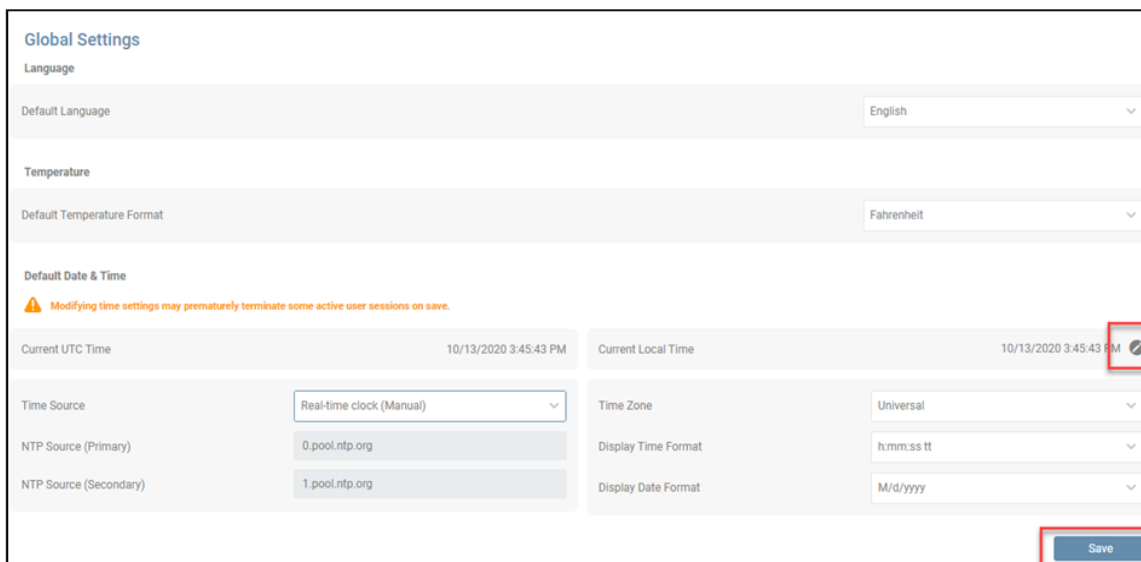 Global Settings
Language
Default Language English
Temperature
Default Temperature Format Fahrenheit
Default Date & Time
Modifying time settings may prematurely terminate some active user sessions on save.
Current UTC Time 10/13/2020 3:45:43 PM Current Local Time 10/13/2020 3:45:43 PM
Time Source Real-time clock (Manual) Time Zone Universal
NTP Source (Primary) 0.pool.ntp.org Display Time Format h:mm:ss tt
NTP Source (Secondary) 1.pool.ntp.org Display Date Format M/d/yyyy
Save